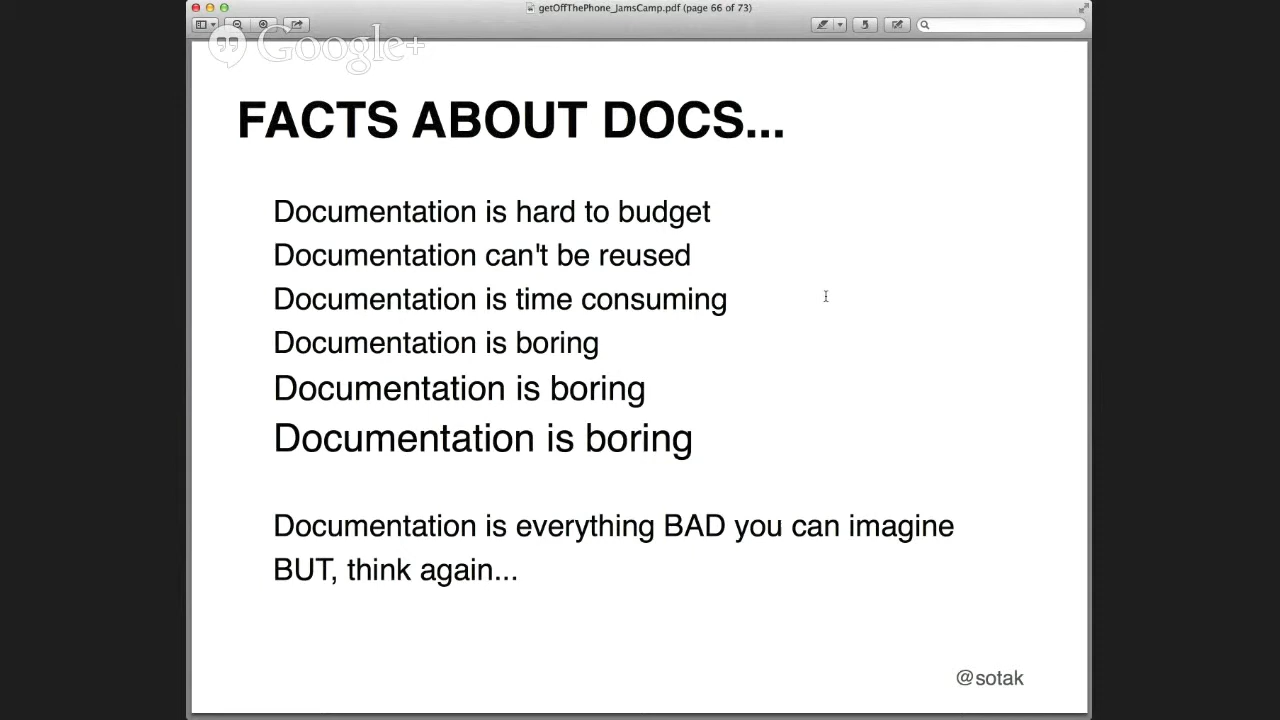 getOffThePhone_JamsCamp.pdf (page 66 of 73)
Google+
FACTS ABOUT DOCS...
Documentation is hard to budget
Documentation can't be reused
Documentation is time consuming
Documentation is boring
Documentation is boring
Documentation is boring
Documentation is everything BAD you can imagine
BUT, think again...
@sotak